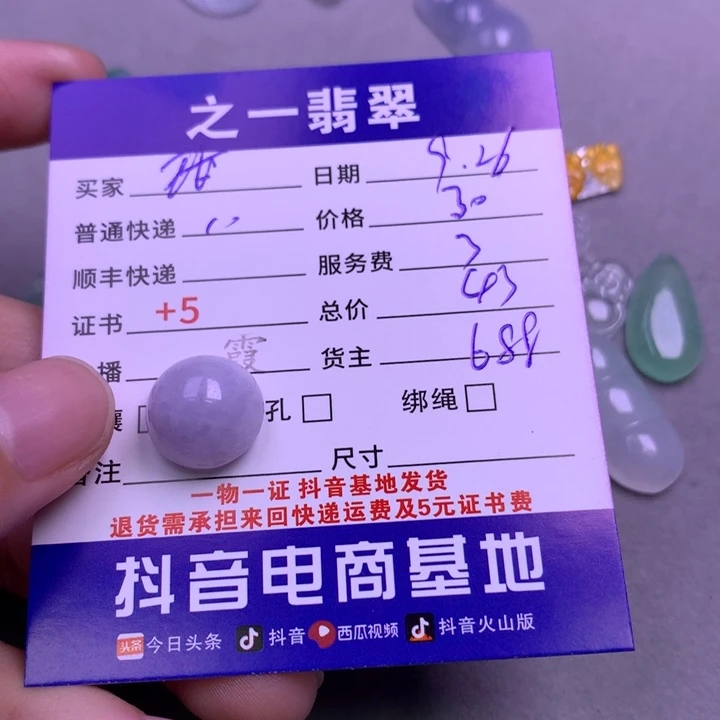 之一翡翠
买家 日期 9.26
普通快递 价格 30
顺丰快递 服务费 3
证书 +5 总价 43
播 霞 货主 688
孔 绑绳
注 尺寸
一物一证 抖音基地发货
退货需承担来回快递运费及5元证书费
抖音电商基地
头条 今日头条 抖音 西瓜视频 抖音火山版